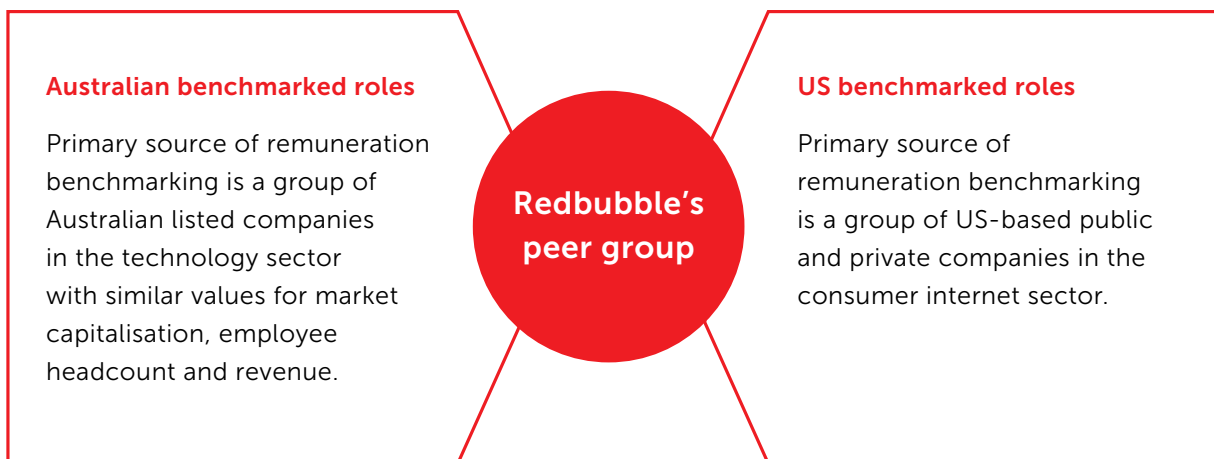 Australian benchmarked roles
Primary source of remuneration
benchmarking is a group of
Australian listed companies
in the technology sector
with similar values for market
capitalisation, employee
headcount and revenue.
Redbubble’s
peer group
US benchmarked roles
Primary source of
remuneration benchmarking
is a group of US-based public
and private companies in the
consumer internet sector.